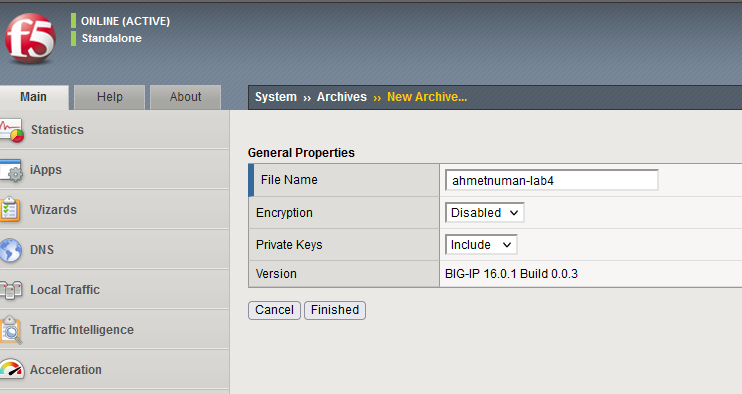 f5
ONLINE (ACTIVE)
Standalone
Main Help About
System ›› Archives ›› New Archive...
Statistics
iApps
Wizards
DNS
Local Traffic
Traffic Intelligence
Acceleration
General Properties
File Name ahmetnuman-lab4
Encryption Disabled
Private Keys Include
Version BIG-IP 16.0.1 Build 0.0.3
Cancel Finished